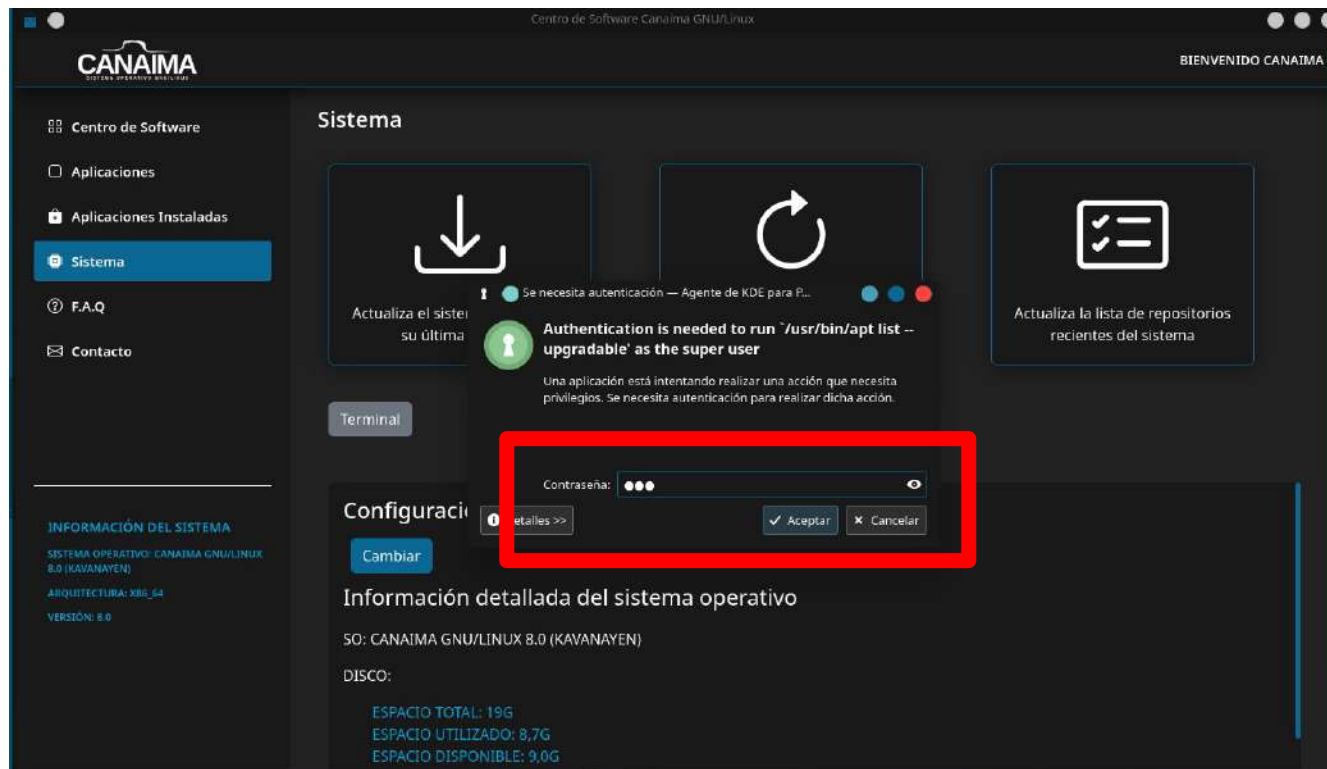 Centro de Software Canaima GNU/Linux
CANAIMA
SISTEMA OPERATIVO GNU/LINUX
BIENVENIDO CANAIMA
Centro de Software
Aplicaciones
Aplicaciones Instaladas
Sistema
F.A.Q
Contacto
INFORMACIÓN DEL SISTEMA
SISTEMA OPERATIVO: CANAIMA GNU/LINUX
8.0 (KAVANAYÉN)
ARQUITECTURA: X86_64
VERSIÓN: 8.0
Sistema
Actualiza el sister
su última
Actualiza la lista de repositorios
recientes del sistema
Terminal
Se necesita autenticación — Agente de KDE para P...
Authentication is needed to run `/usr/bin/apt list --
upgradable' as the super user
Una aplicación está intentando realizar una acción que necesita
privilegios. Se necesita autenticación para realizar dicha acción.
Contraseña:
etalles >>
Aceptar
Cancelar
Configuraci
Cambiar
Información detallada del sistema operativo
SO: CANAIMA GNU/LINUX 8.0 (KAVANAYEN)
DISCO:
ESPACIO TOTAL: 19G
ESPACIO UTILIZADO: 8,7G
ESPACIO DISPONIBLE: 9,0G